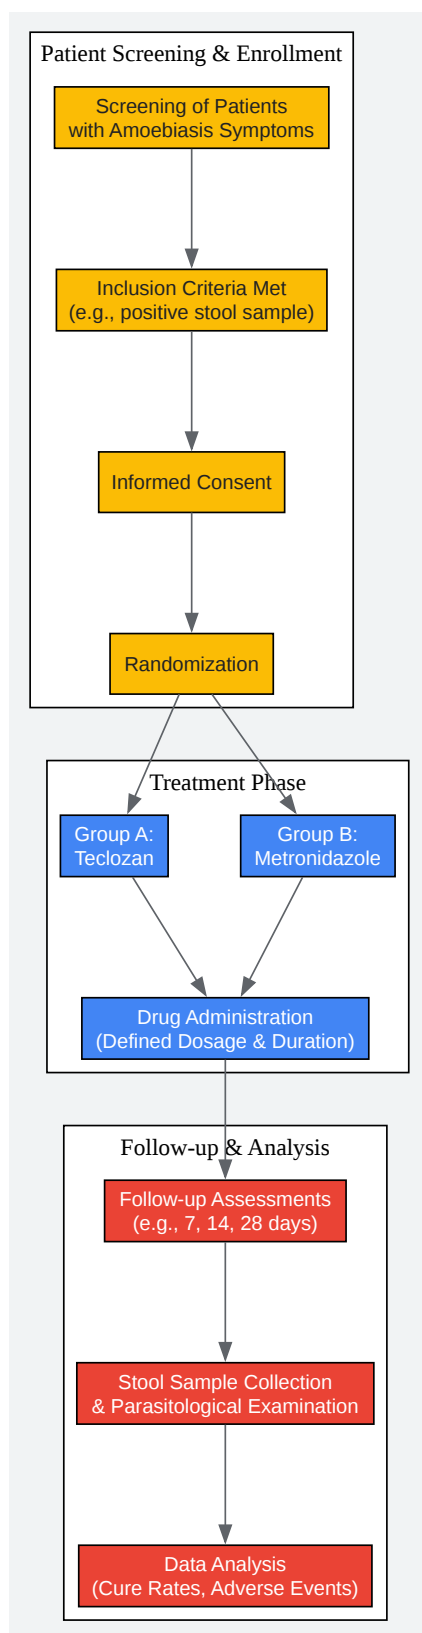 Patient Screening & Enrollment
Screening of Patients
with Amoebiasis Symptoms
Inclusion Criteria Met
(e.g., positive stool sample)
Informed Consent
Randomization
Treatment Phase
Group A:
Teclozan
Group B:
Metronidazole
Drug Administration
(Defined Dosage & Duration)
Follow-up & Analysis
Follow-up Assessments
(e.g., 7, 14, 28 days)
Stool Sample Collection
& Parasitological Examination
Data Analysis
(Cure Rates, Adverse Events)